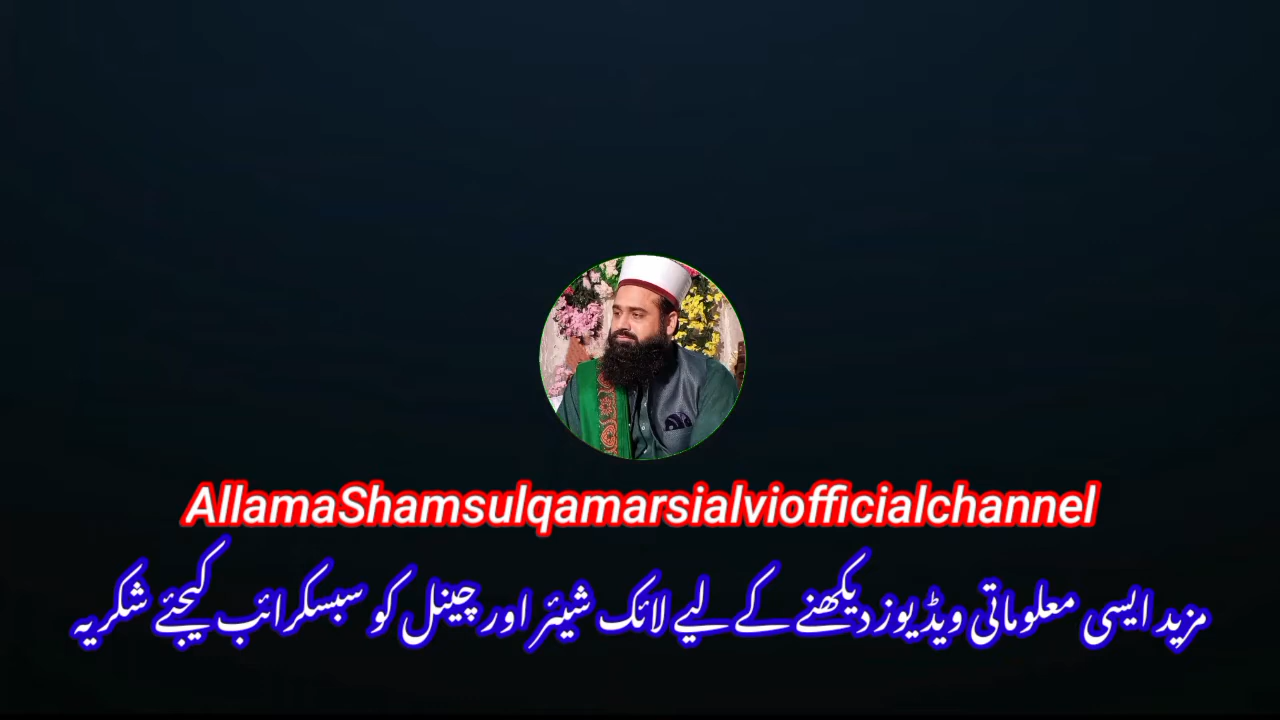 AllamaShamsulqamarsialviofficialchannel
مزید ایسی معلوماتی ویڈیوز دیکھنے کے لیے لائک شیئر اور چینل کو سبسکرائب کیجئے شکریہ